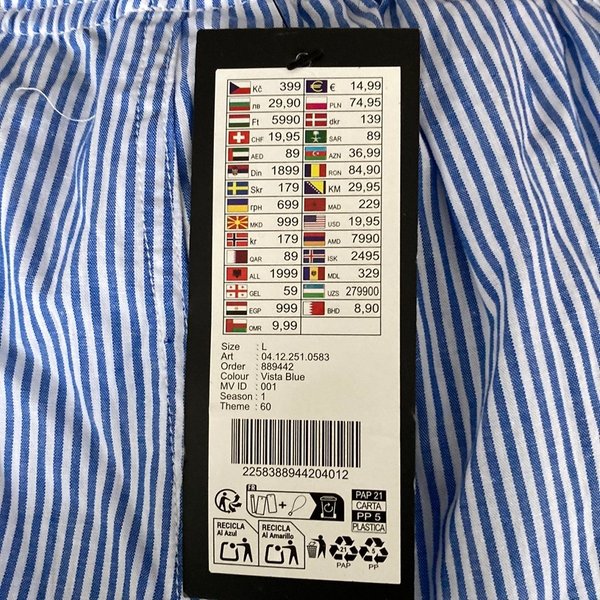 Kč 399 € 14,99
лв 29,90 PLN 74,95
Ft 5990 dkr 139
CHF 19,95 SAR 89
AED 89 AZN 36,99
Din 1899 RON 84,90
Skr 179 KM 29,95
грн 699 MAD 229
MKD 999 USD 19,95
kr 179 AMD 7990
QAR 89 ISK 2495
ALL 1999 MDL 329
GEL 59 UZS 279900
EGP 999 BHD 8,90
OMR 9,99
Size : L
Art : 04.12.251.0583
Order : 889442
Colour : Vista Blue
MV ID : 001
Season : 1
Theme : 60
2258388944204012
FR
+
PAP 21
CARTA
PP 5
PLASTICA
RECICLA
Al Azul
RECICLA
Al Amarillo
21
PAP
5
PP